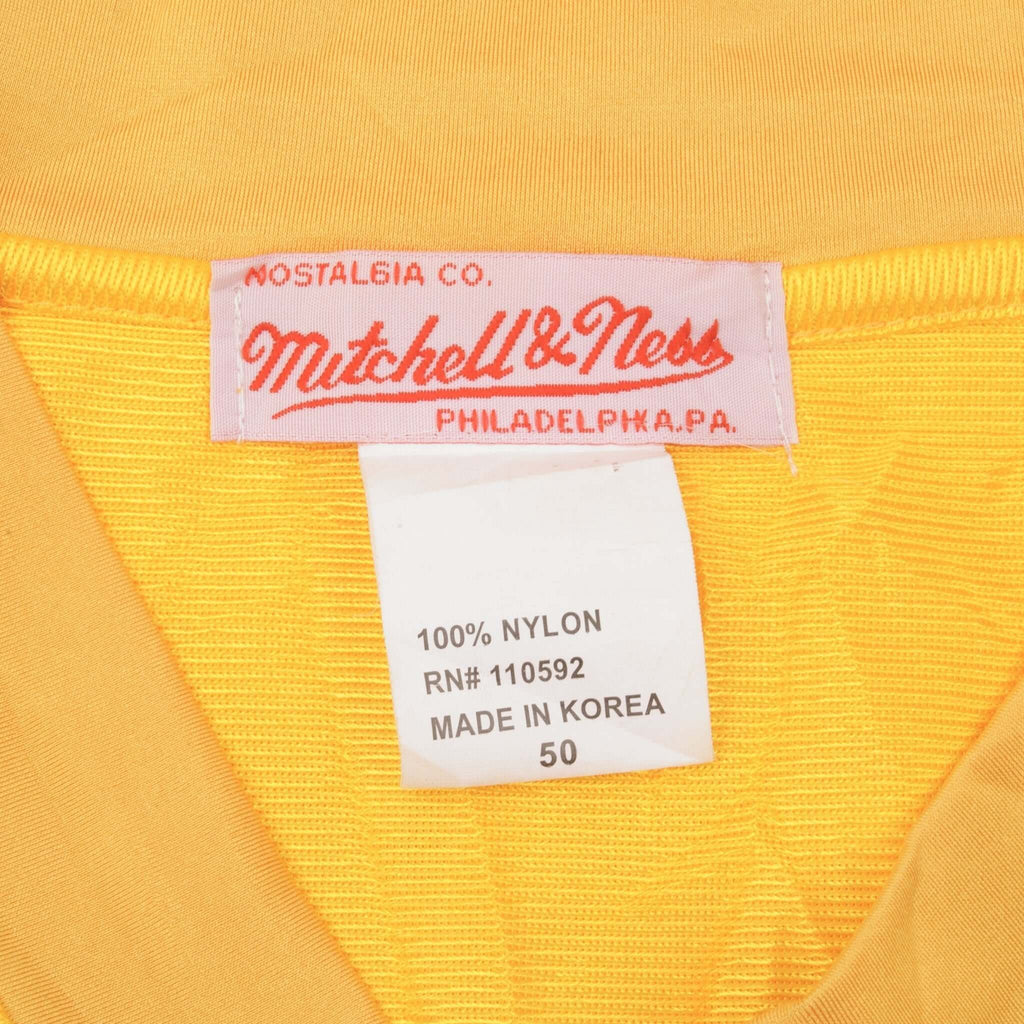 NOSTALGIA CO.
Mitchell & Ness
PHILADELPHIA.PA.
100% NYLON
RN# 110592
MADE IN KOREA
50